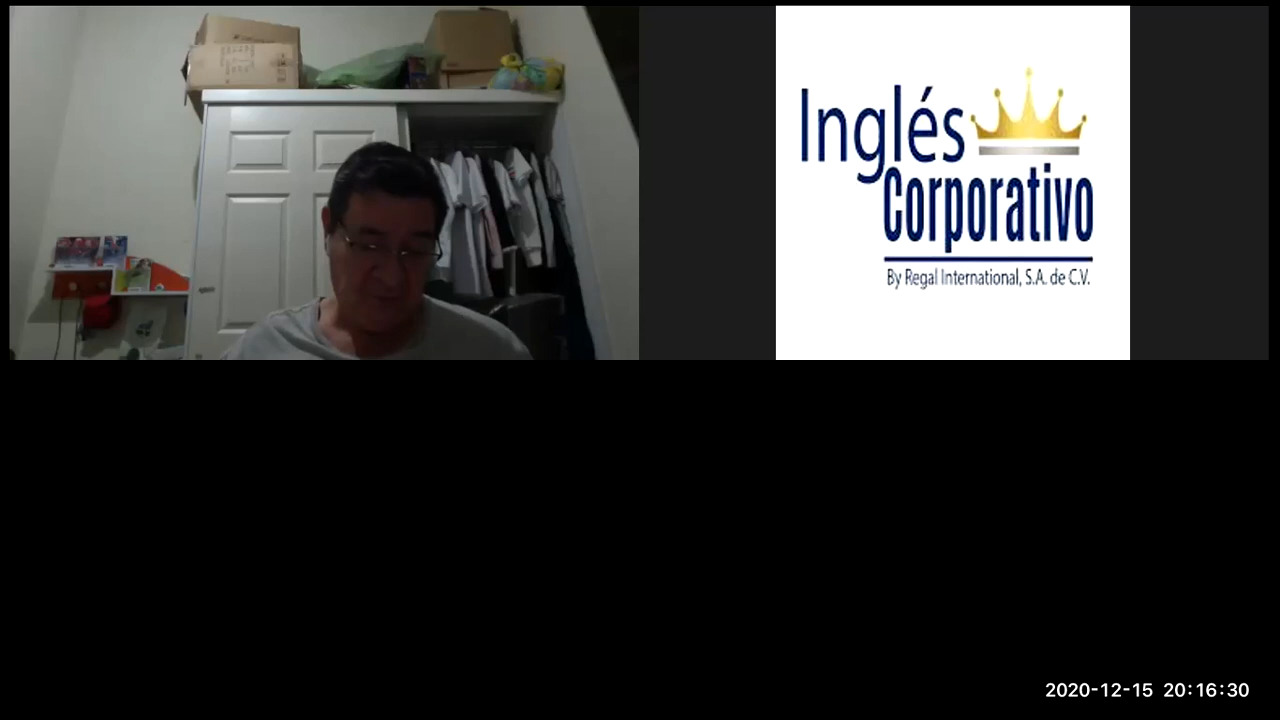 Inglés
Corporativo
By Regal International, S.A. de C.V.
2020-12-15 20:16:30